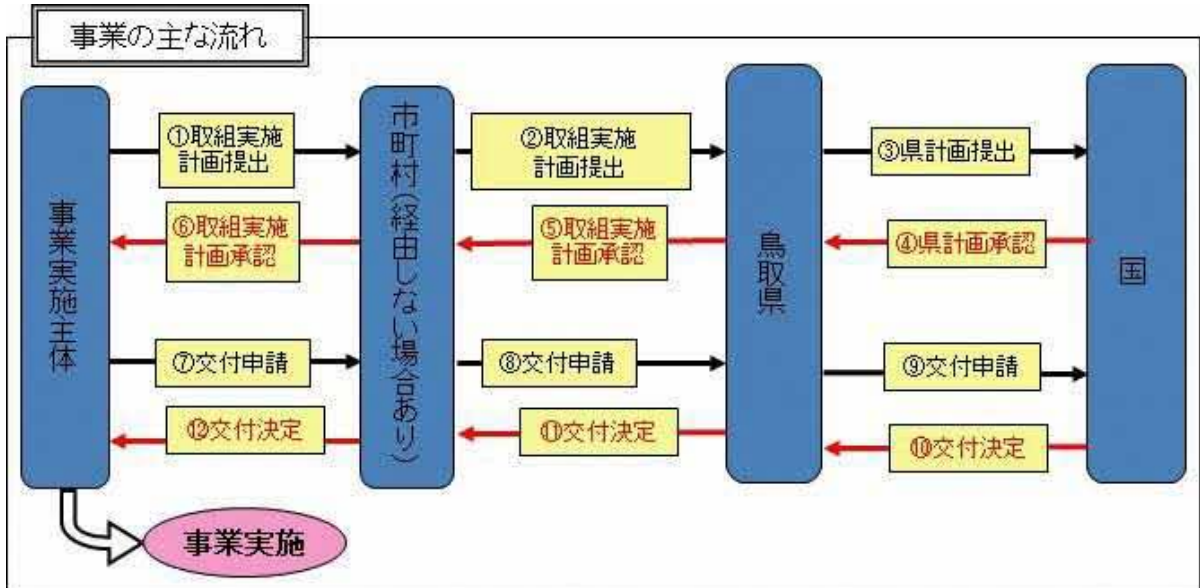 事業の主な流れ
事業実施主体
市町村(経由しない場合あり)
鳥取県
国
①取組実施
計画提出
②取組実施
計画提出
③県計画提出
⑥取組実施
計画承認
⑤取組実施
計画承認
④県計画承認
⑦交付申請
⑧交付申請
⑨交付申請
⑫交付決定
⑪交付決定
⑩交付決定
事業実施